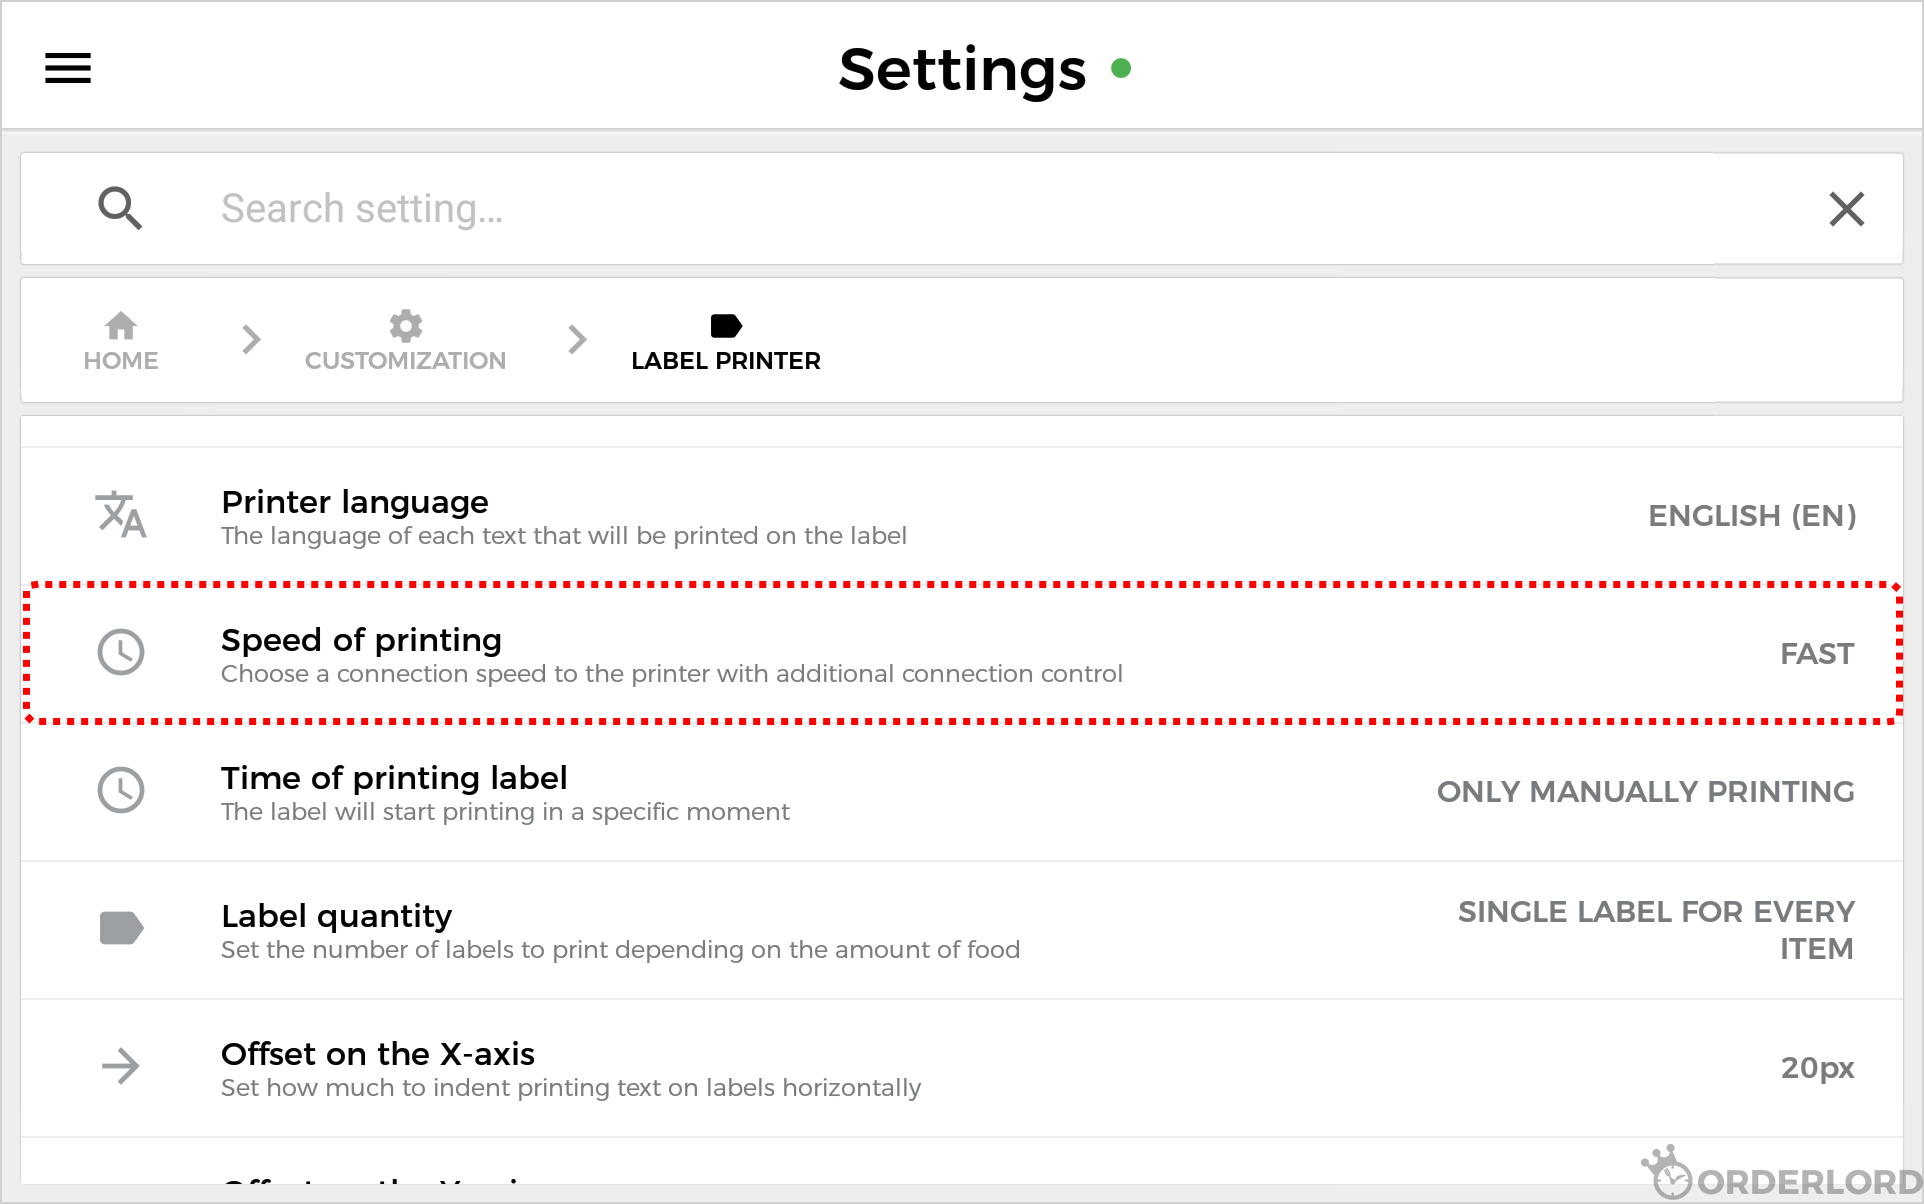 Settings
Search setting...
HOME
CUSTOMIZATION
LABEL PRINTER
Printer language
The language of each text that will be printed on the label
ENGLISH (EN)
Speed of printing
Choose a connection speed to the printer with additional connection control
FAST
Time of printing label
The label will start printing in a specific moment
ONLY MANUALLY PRINTING
Label quantity
Set the number of labels to print depending on the amount of food
SINGLE LABEL FOR EVERY
ITEM
Offset on the X-axis
Set how much to indent printing text on labels horizontally
20px
ORDERLORD